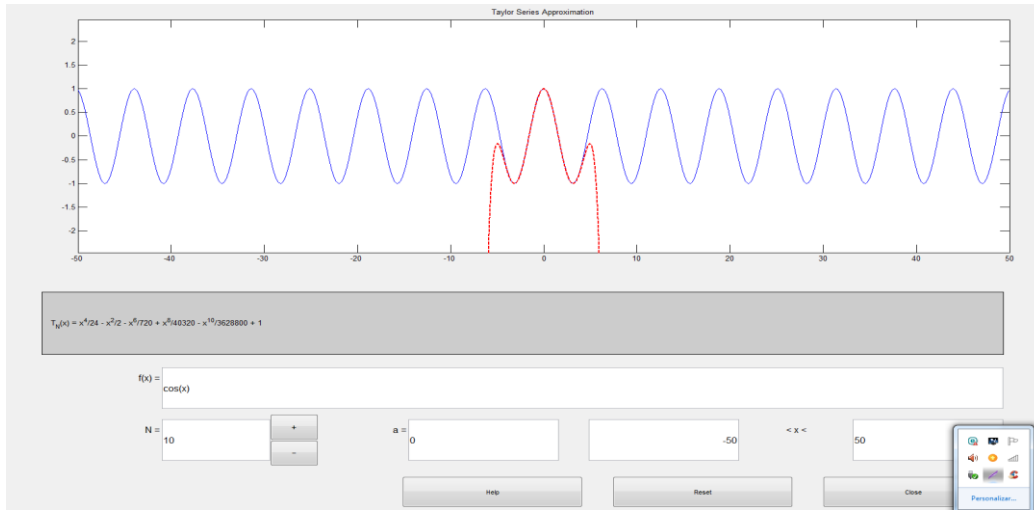 Taylor Series Approximation
2
1.5
1
0.5
0
-0.5
-1
-1.5
-2
-50 -40 -30 -20 -10 0 10 20 30 40 50
T_N(x) = x^4/24 - x^2/2 - x^6/720 + x^8/40320 - x^10/3628800 + 1
f(x) = cos(x)
N = 10 + - a = 0 -50 < x < 50
Help Reset Close
Personalizar...